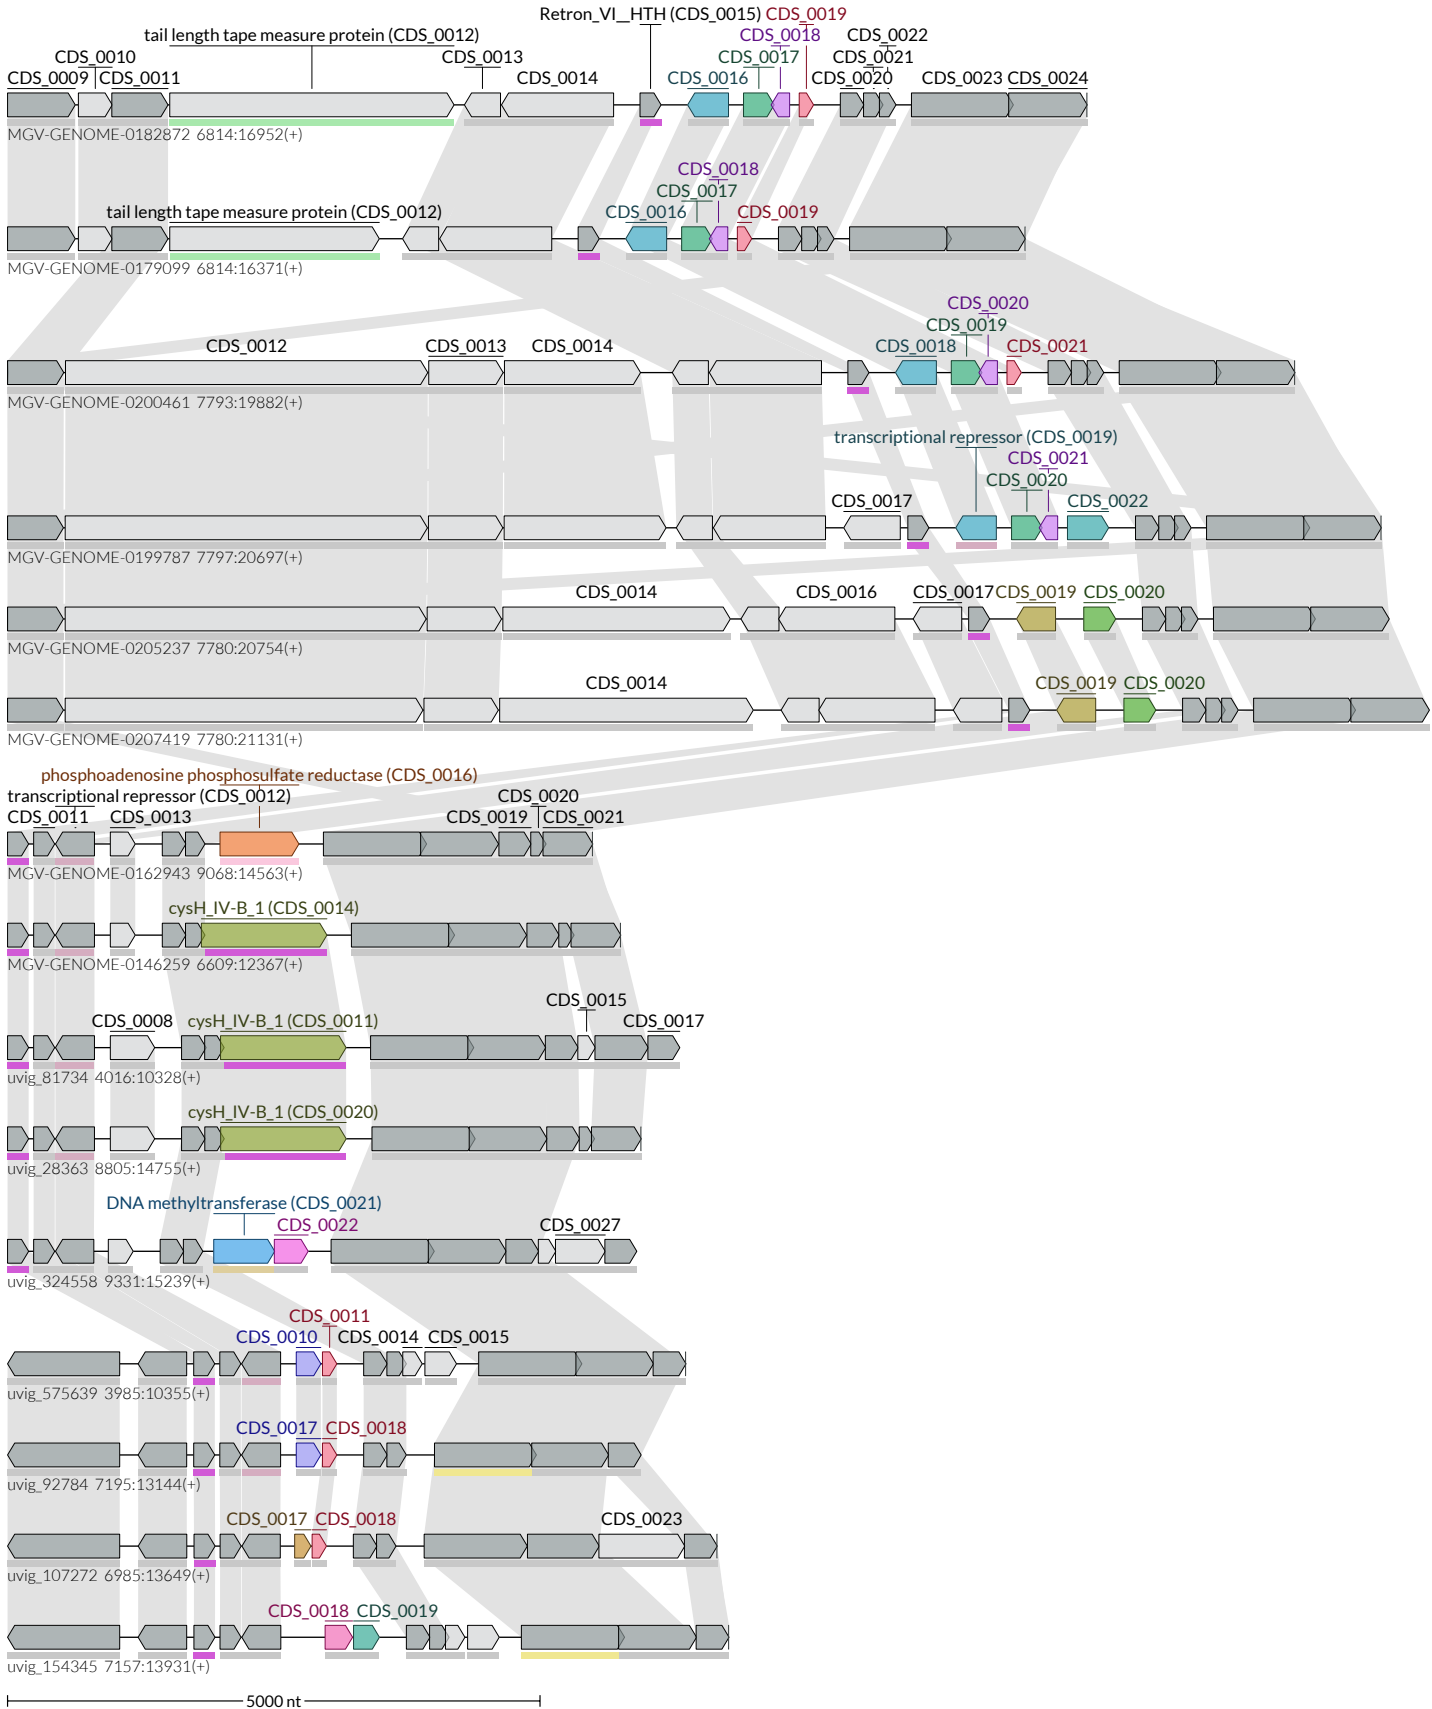 Retron_VI__HTH (CDS_0015) CDS_0019
tail length tape measure protein (CDS_0012) CDS_0018 CDS_0022
CDS_0010 CDS_0013 CDS_0017 CDS_0021
CDS_0009 CDS_0011 CDS_0014 CDS_0016 CDS_0020 CDS_0023 CDS_0024
MGV-GENOME-0182872 6814:16952(+)
CDS_0018
CDS_0017
tail length tape measure protein (CDS_0012) CDS_0016 CDS_0019
MGV-GENOME-0179099 6814:16371(+)
CDS_0020
CDS_0019
CDS_0012 CDS_0013 CDS_0014 CDS_0018 CDS_0021
MGV-GENOME-0200461 7793:19882(+)
transcriptional repressor (CDS_0019)
CDS_0021
CDS_0020
CDS_0017 CDS_0022
MGV-GENOME-0199787 7797:20697(+)
CDS_0014 CDS_0016 CDS_0017 CDS_0019 CDS_0020
MGV-GENOME-0205237 7780:20754(+)
CDS_0014 CDS_0019 CDS_0020
MGV-GENOME-0207419 7780:21131(+)
phosphoadenosine phosphosulfate reductase (CDS_0016)
transcriptional repressor (CDS_0012) CDS_0020
CDS_0011 CDS_0013 CDS_0019 CDS_0021
MGV-GENOME-0162943 9068:14563(+)
cysH_IV-B_1 (CDS_0014)
MGV-GENOME-0146259 6609:12367(+)
CDS_0015
CDS_0008 cysH_IV-B_1 (CDS_0011) CDS_0017
uvig_81734 4016:10328(+)
cysH_IV-B_1 (CDS_0020)
uvig_28363 8805:14755(+)
DNA methyltransferase (CDS_0021)
CDS_0022 CDS_0027
uvig_324558 9331:15239(+)
CDS_0011
CDS_0010 CDS_0014 CDS_0015
uvig_575639 3985:10355(+)
CDS_0017 CDS_0018
uvig_92784 7195:13144(+)
CDS_0017 CDS_0018 CDS_0023
uvig_107272 6985:13649(+)
CDS_0018 CDS_0019
uvig_154345 7157:13931(+)
5000 nt